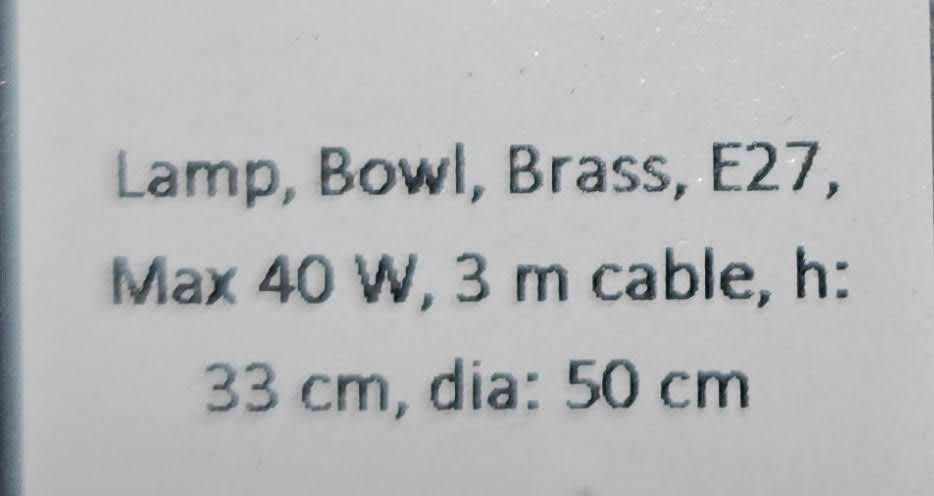 Lamp, Bowl, Brass, E27,
Max 40 W, 3 m cable, h:
33 cm, dia: 50 cm